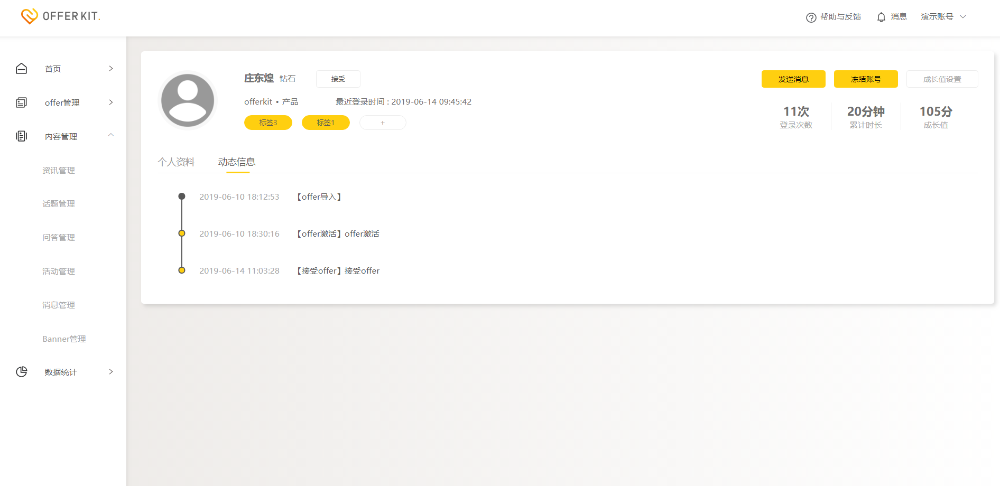 OFFER KIT.
帮助与反馈 消息 演示账号
首页
offer管理
内容管理
资讯管理
话题管理
问答管理
活动管理
消息管理
Banner管理
数据统计
庄东煌 钻石 接受
offerkit • 产品 最近登录时间 : 2019-06-14 09:45:42
标签3 标签1 +
发送消息 冻结账号 成长值设置
11次 20分钟 105分
登录次数 累计时长 成长值
个人资料 动态信息
2019-06-10 18:12:53 【offer导入】
2019-06-10 18:30:16 【offer激活】offer激活
2019-06-14 11:03:28 【接受offer】接受offer